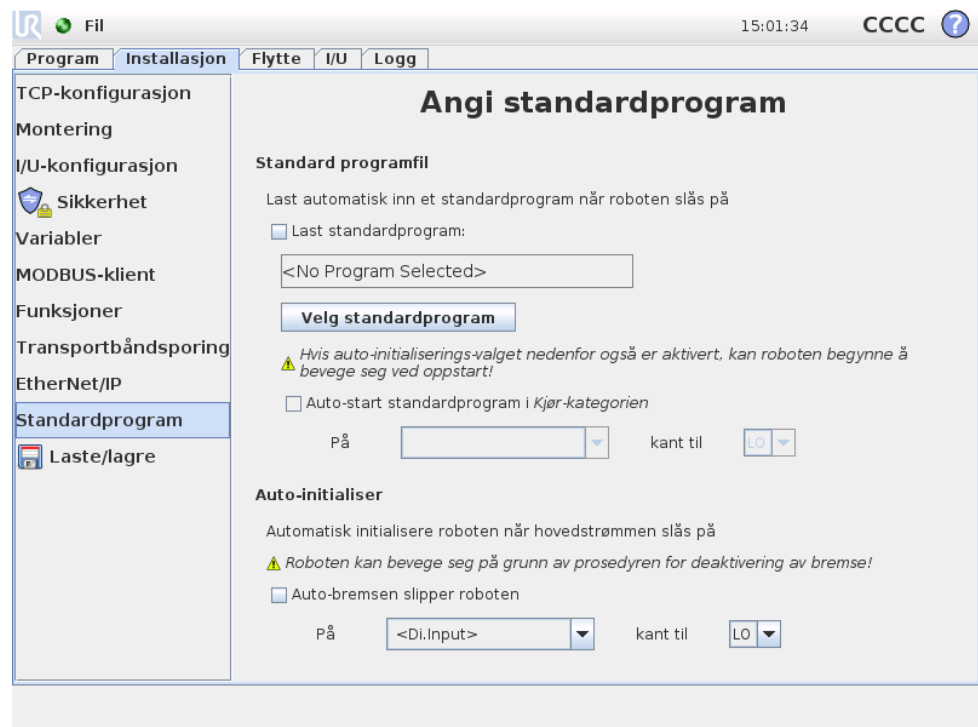 UR Fil 15:01:34 CCCC ?
Program Installasjon Flytte I/U Logg
TCP-konfigurasjon
Montering
I/U-konfigurasjon
Sikkerhet
Variabler
MODBUS-klient
Funksjoner
Transportbåndsporing
EtherNet/IP
Standardprogram
Laste/lagre
Angi standardprogram
Standard programfil
Last automatisk inn et standardprogram når roboten slås på
Last standardprogram:
<No Program Selected>
Velg standardprogram
Hvis auto-initialiserings-valget nedenfor også er aktivert, kan roboten begynne å
bevege seg ved oppstart!
Auto-start standardprogram i Kjør-kategorien
På kant til LO
Auto-initialiser
Automatisk initialisere roboten når hovedstrømmen slås på
Roboten kan bevege seg på grunn av prosedyren for deaktivering av bremse!
Auto-bremsen slipper roboten
På <Di.Input> kant til LO